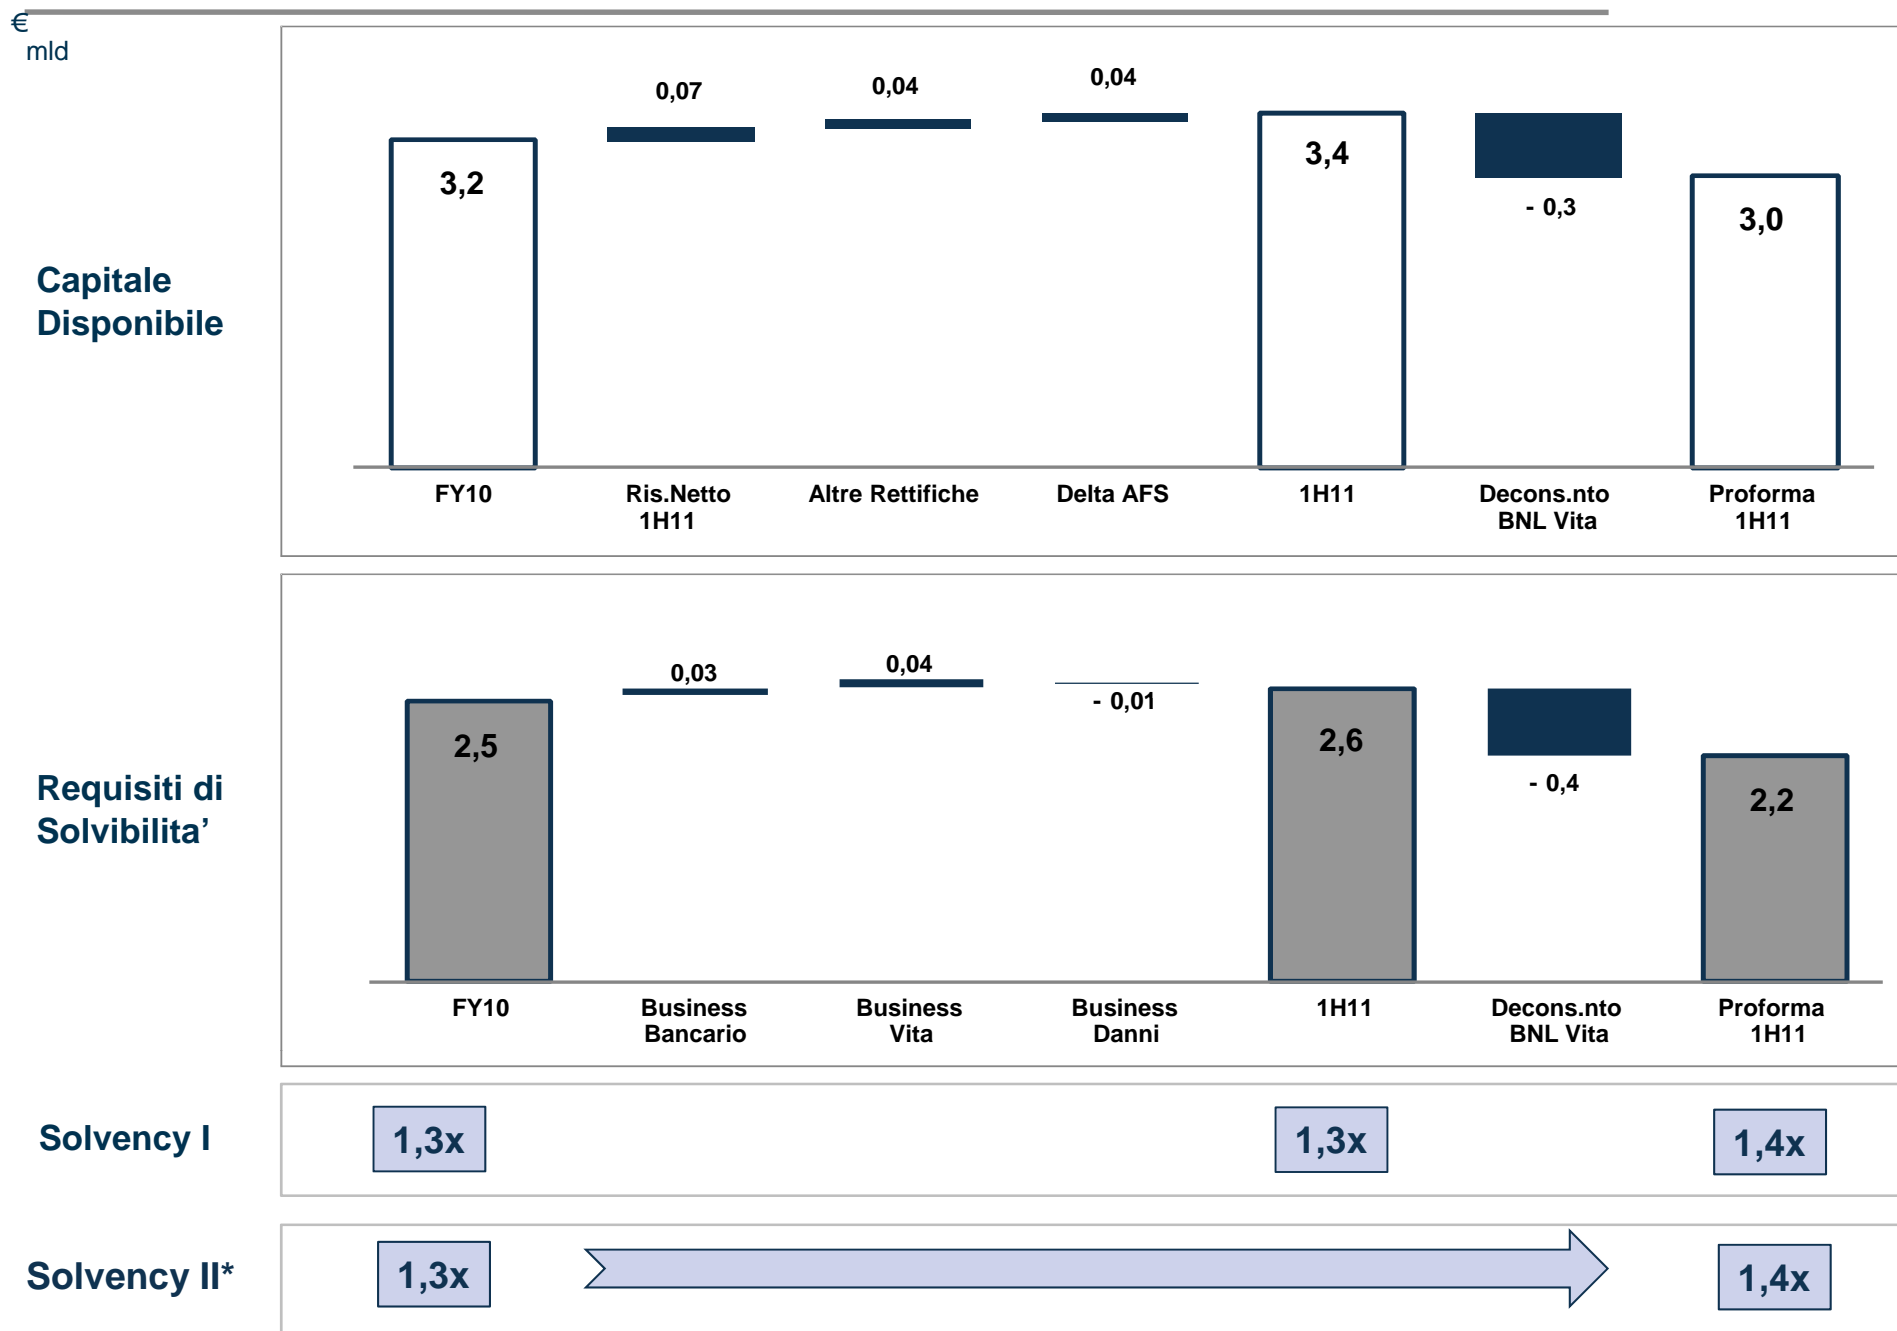 €
mld
0,07
0,04
0,04
3,2
3,4
- 0,3
3,0
Capitale
Disponibile
FY10
Ris.Netto
1H11
Altre Rettifiche
Delta AFS
1H11
Decons.nto
BNL Vita
Proforma
1H11
0,03
0,04
- 0,01
2,5
2,6
- 0,4
2,2
Requisiti di
Solvibilita’
FY10
Business
Bancario
Business
Vita
Business
Danni
1H11
Decons.nto
BNL Vita
Proforma
1H11
Solvency I
1,3x
1,3x
1,4x
Solvency II*
1,3x
1,4x